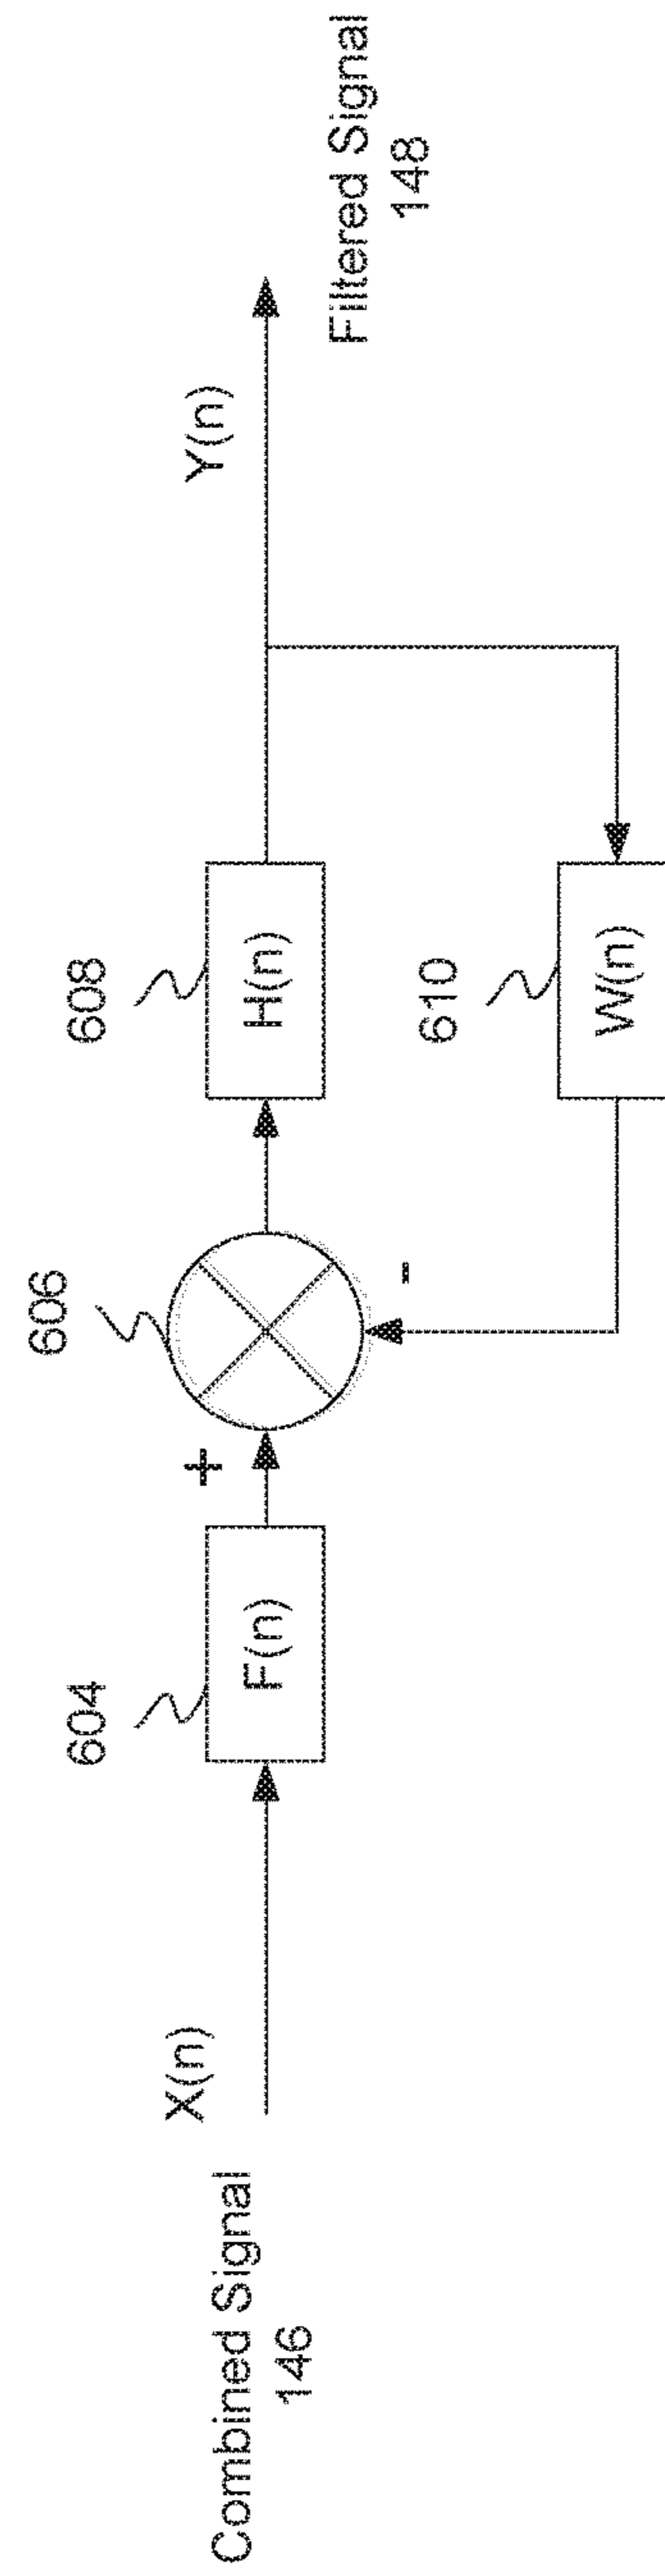 Combined Signal
146
X(n)
604
F(n)
+
606
-
608
H(n)
610
W(n)
Y(n)
Filtered Signal
148